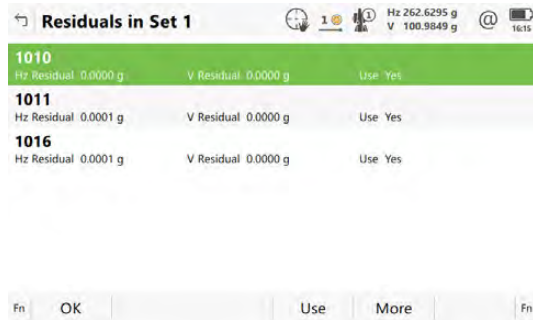 Residuals in Set 1
1
1
Hz 262.6295 g
V 100.9849 g
@
16:15
1010
Hz Residual 0.0000 g V Residual 0.0000 g Use Yes
1011
Hz Residual 0.0001 g V Residual 0.0000 g Use Yes
1016
Hz Residual 0.0001 g V Residual 0.0000 g Use Yes
Fn OK Use More Fn